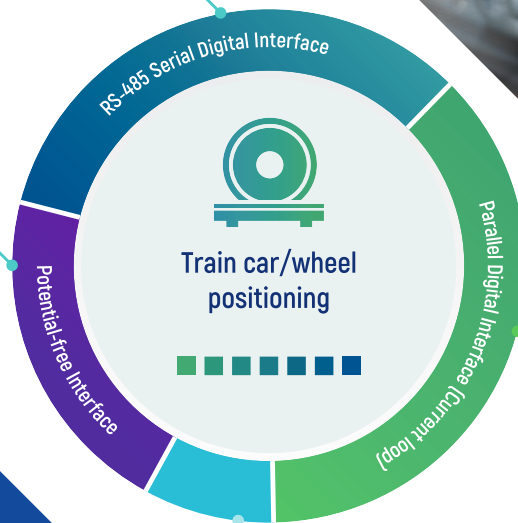 RS-485 Serial Digital Interface
Parallel Digital Interface (Current loop)
Potential-free Interface
Train car/wheel
positioning